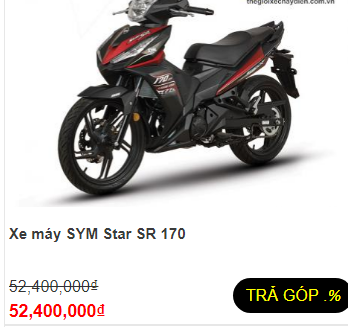 thegioixechaydien.com.vn
Xe máy SYM Star SR 170
52,400,000₫
52,400,000₫
TRẢ GÓP .%